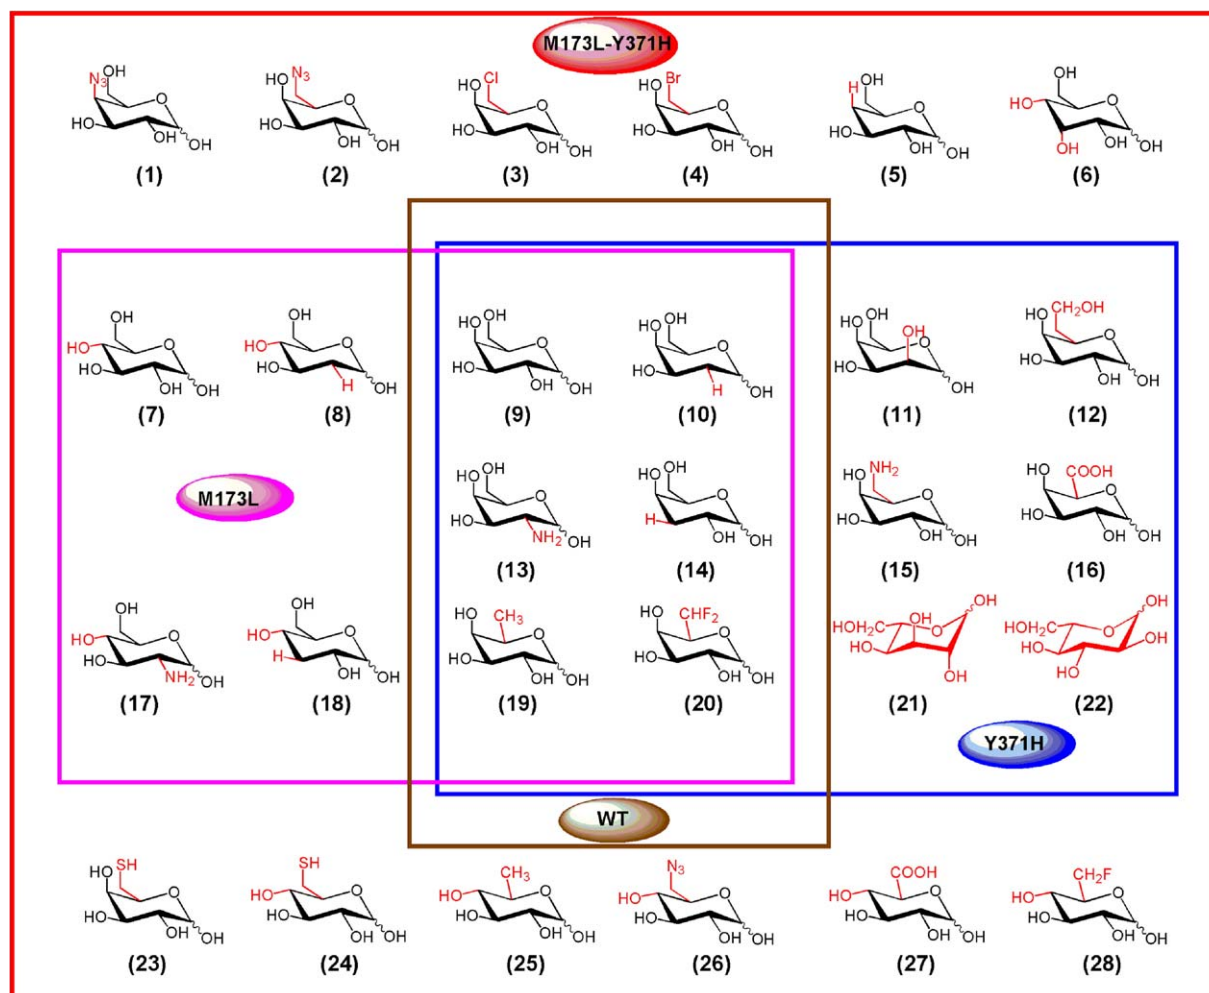 M173L-Y371H
N3 OH HO HO OH OH
(1)
N3 HO HO OH OH
(2)
Cl HO HO OH OH
(3)
Br HO HO OH OH
(4)
H OH HO OH OH
(5)
OH HO OH OH OH
(6)
OH HO HO OH OH
(7)
OH HO HO H OH
(8)
HO OH HO OH OH
(9)
HO OH HO H OH
(10)
HO OH OH HO OH
(11)
CH2OH HO HO OH OH
(12)
M173L
HO OH HO NH2 OH
(13)
HO OH H OH OH
(14)
NH2 HO HO OH OH
(15)
COOH HO HO OH OH
(16)
OH HO HO NH2 OH
(17)
OH HO H OH OH
(18)
CH3 HO HO OH OH
(19)
CHF2 HO HO OH OH
(20)
OH OH HOH2C HO OH
(21)
OH HOH2C HO OH HO
(22)
Y371H
WT
SH HO HO OH OH
(23)
SH HO HO OH OH
(24)
CH3 HO HO OH OH
(25)
N3 HO HO OH OH
(26)
COOH HO HO OH OH
(27)
CH2F HO HO OH OH
(28)